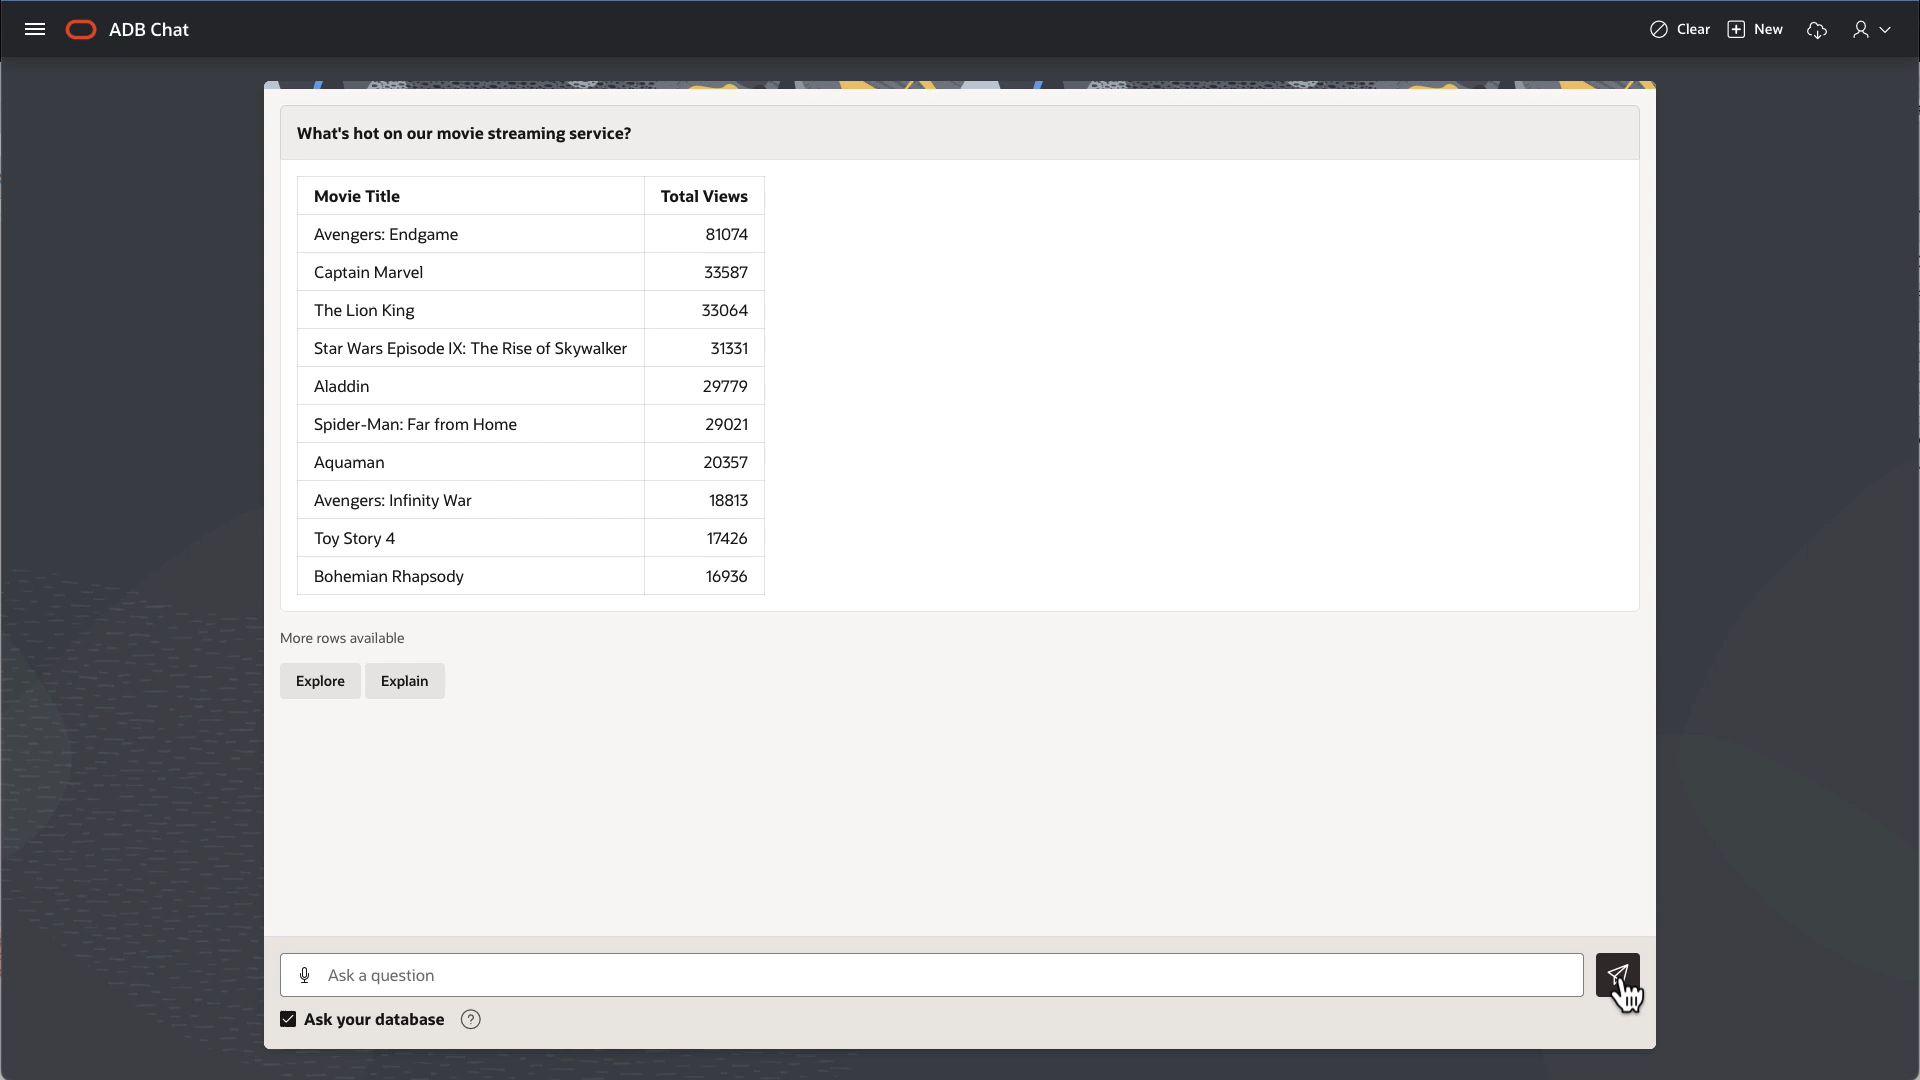 ADB Chat
Clear
New
What's hot on our movie streaming service?
Movie Title Total Views
Avengers: Endgame 81074
Captain Marvel 33587
The Lion King 33064
Star Wars Episode IX: The Rise of Skywalker 31331
Aladdin 29779
Spider-Man: Far from Home 29021
Aquaman 20357
Avengers: Infinity War 18813
Toy Story 4 17426
Bohemian Rhapsody 16936
More rows available
Explore Explain
Ask a question
Ask your database ?